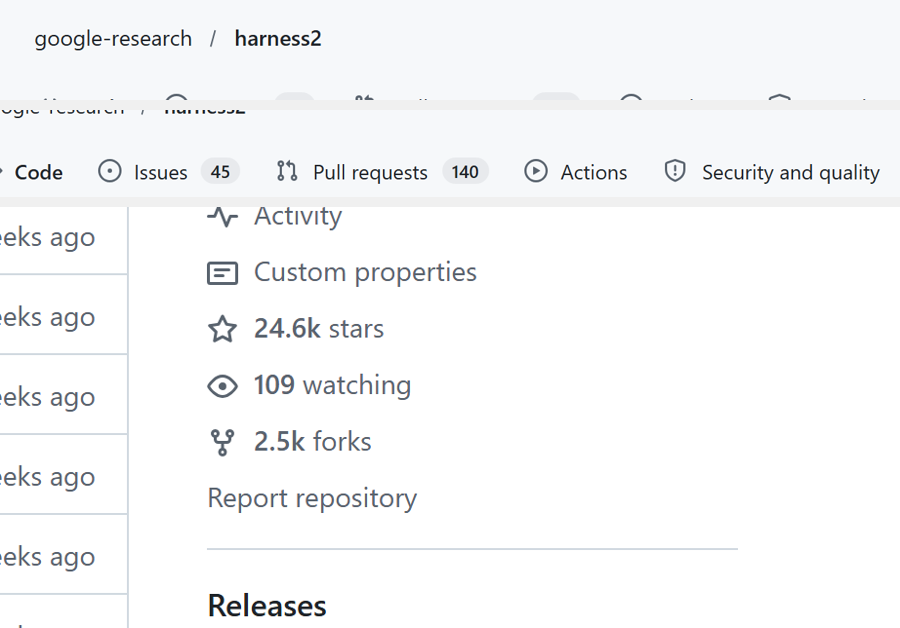 google-research / harness2
Code Issues 45 Pull requests 140 Actions Security and quality
Activity
eeks ago
Custom properties
eeks ago
24.6k stars
109 watching
eeks ago
2.5k forks
eeks ago
Report repository
eeks ago
Releases